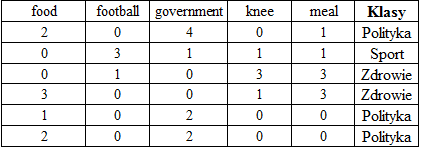 food football government knee meal Klasy
2 0 4 0 1 Polityka
0 3 1 1 1 Sport
0 1 0 3 3 Zdrowie
3 0 0 1 3 Zdrowie
1 0 2 0 0 Polityka
2 0 2 0 0 Polityka